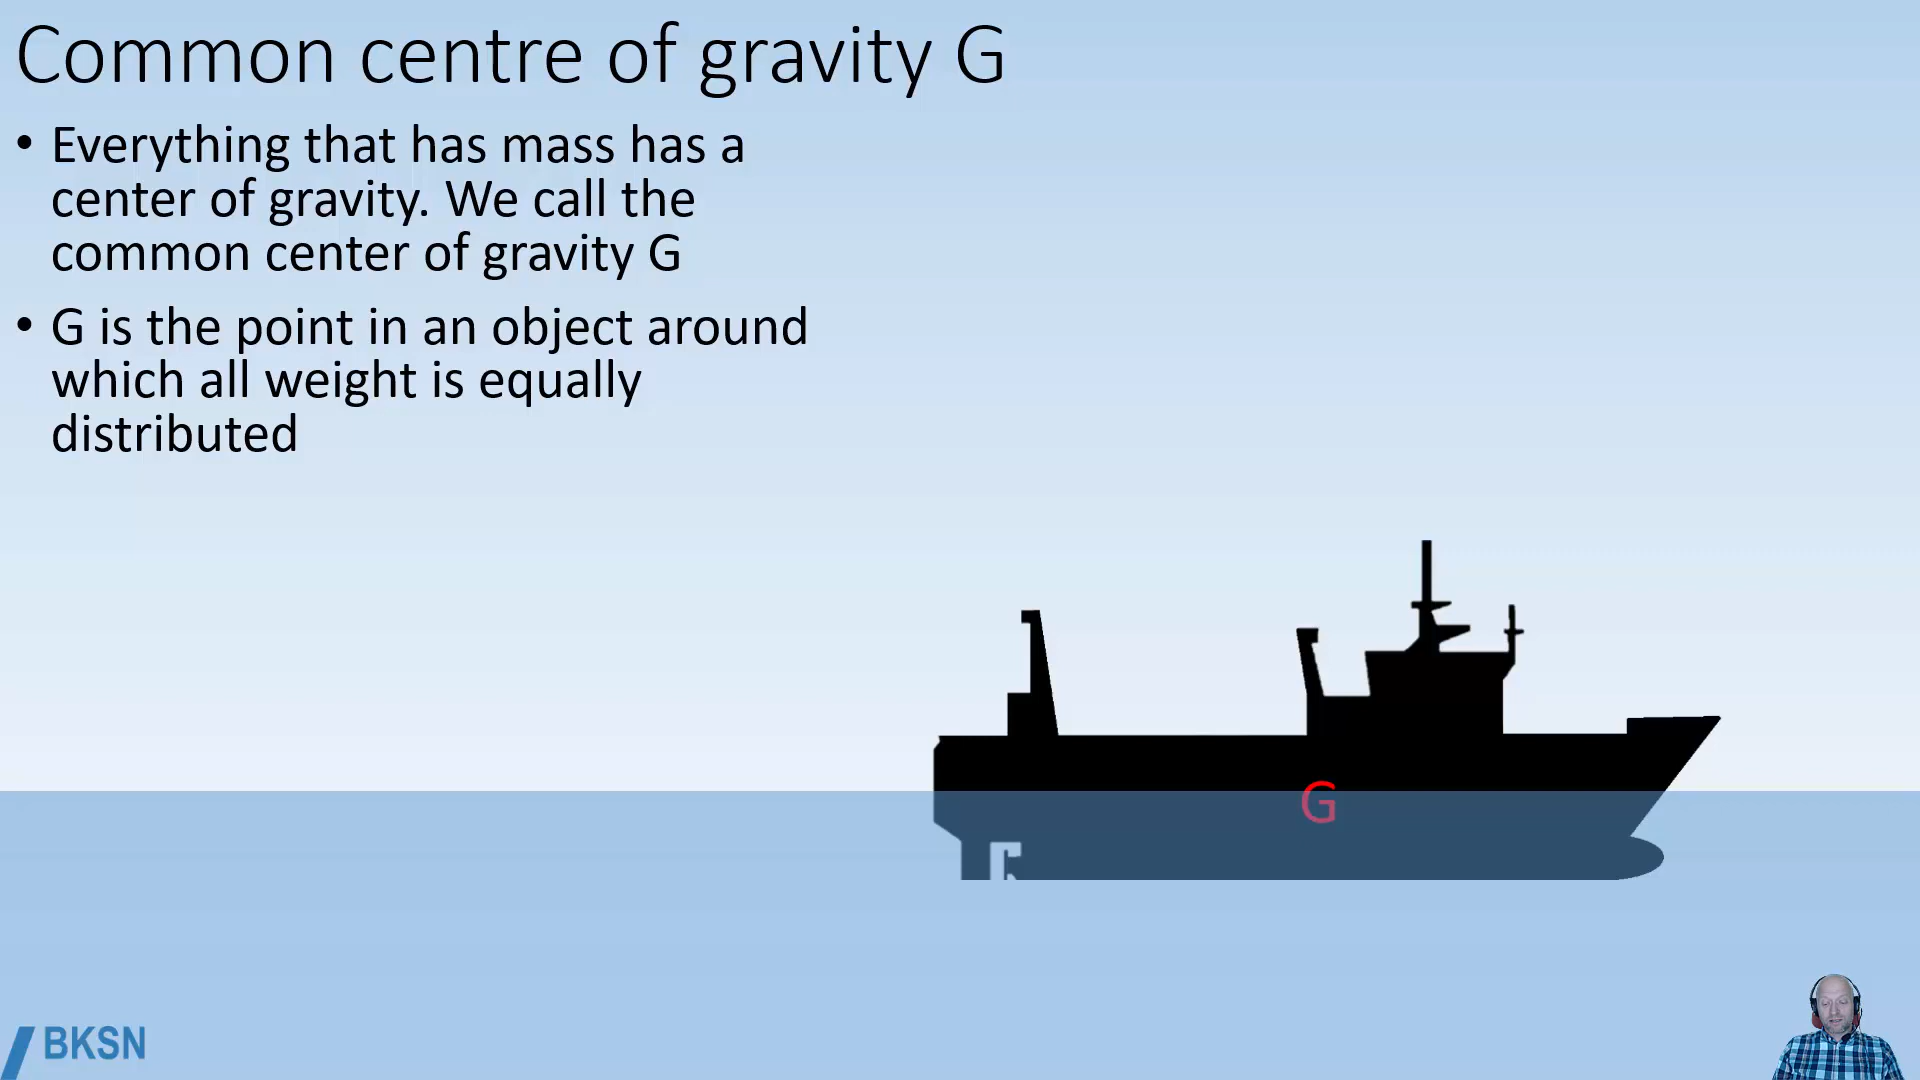 Common centre of gravity G
• Everything that has mass has a
center of gravity. We call the
common center of gravity G
• G is the point in an object around
which all weight is equally
distributed
G
BKSN